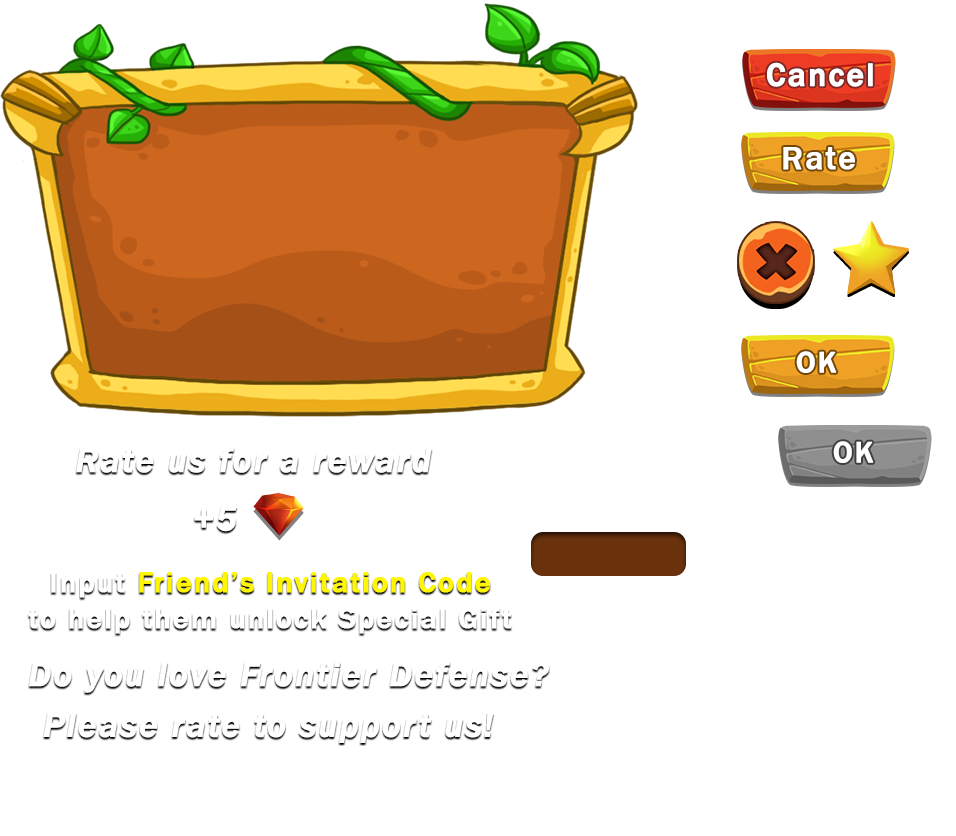 Cancel
Rate
OK
OK
Rate us for a reward
+5
Input Friend's Invitation Code
to help them unlock Special Gift
Do you love Frontier Defense?
Please rate to support us!